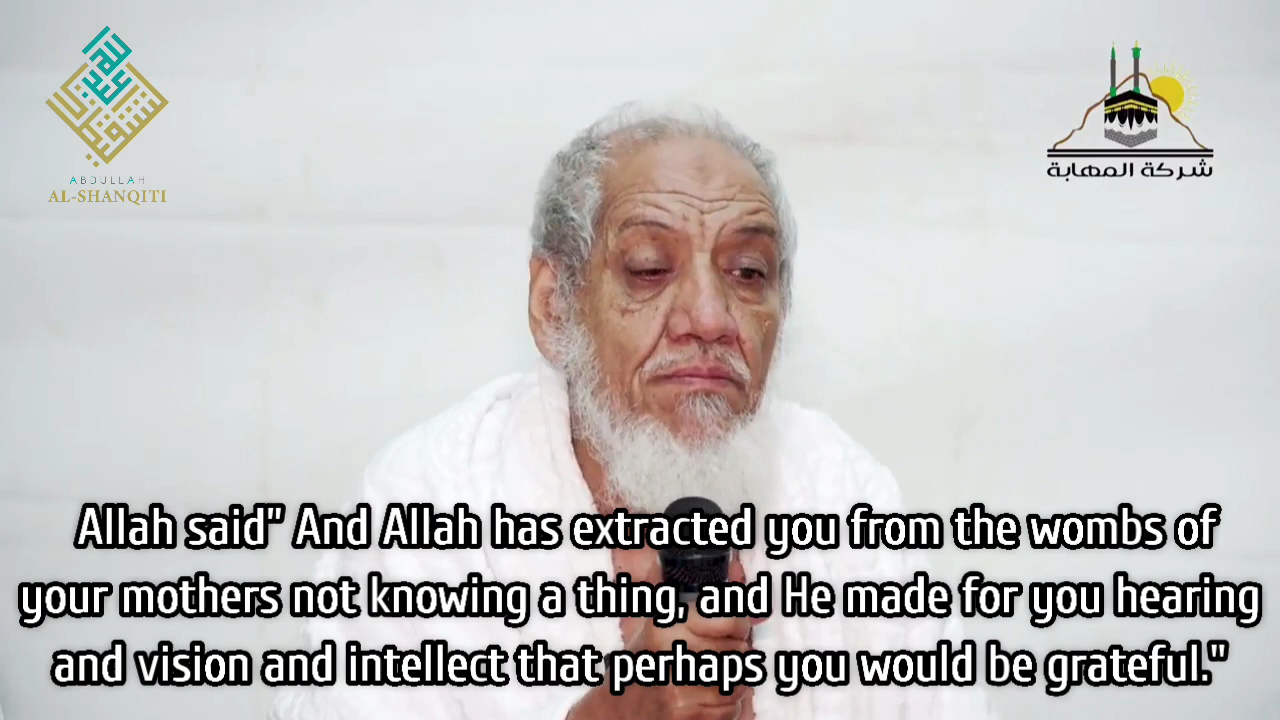 ABDULLAH
AL-SHANQITI
شركة المهابة
Allah said" And Allah has extracted you from the wombs of
your mothers not knowing a thing, and He made for you hearing
and vision and intellect that perhaps you would be grateful."